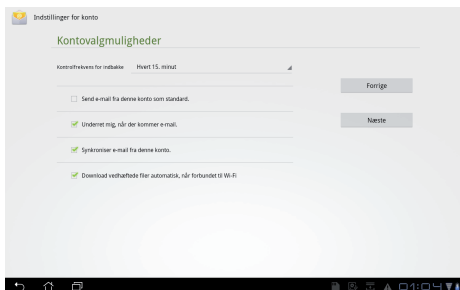 Indstillinger for konto
Kontovalgmuligheder
Kontrolfrekvens for indbakke Hvert 15. minut
Forrige
Send e-mail fra denne konto som standard.
Underret mig, når der kommer e-mail.
Næste
Synkroniser e-mail fra denne konto.
Download vedhæftede filer automatisk, når forbundet til Wi-Fi
01:04